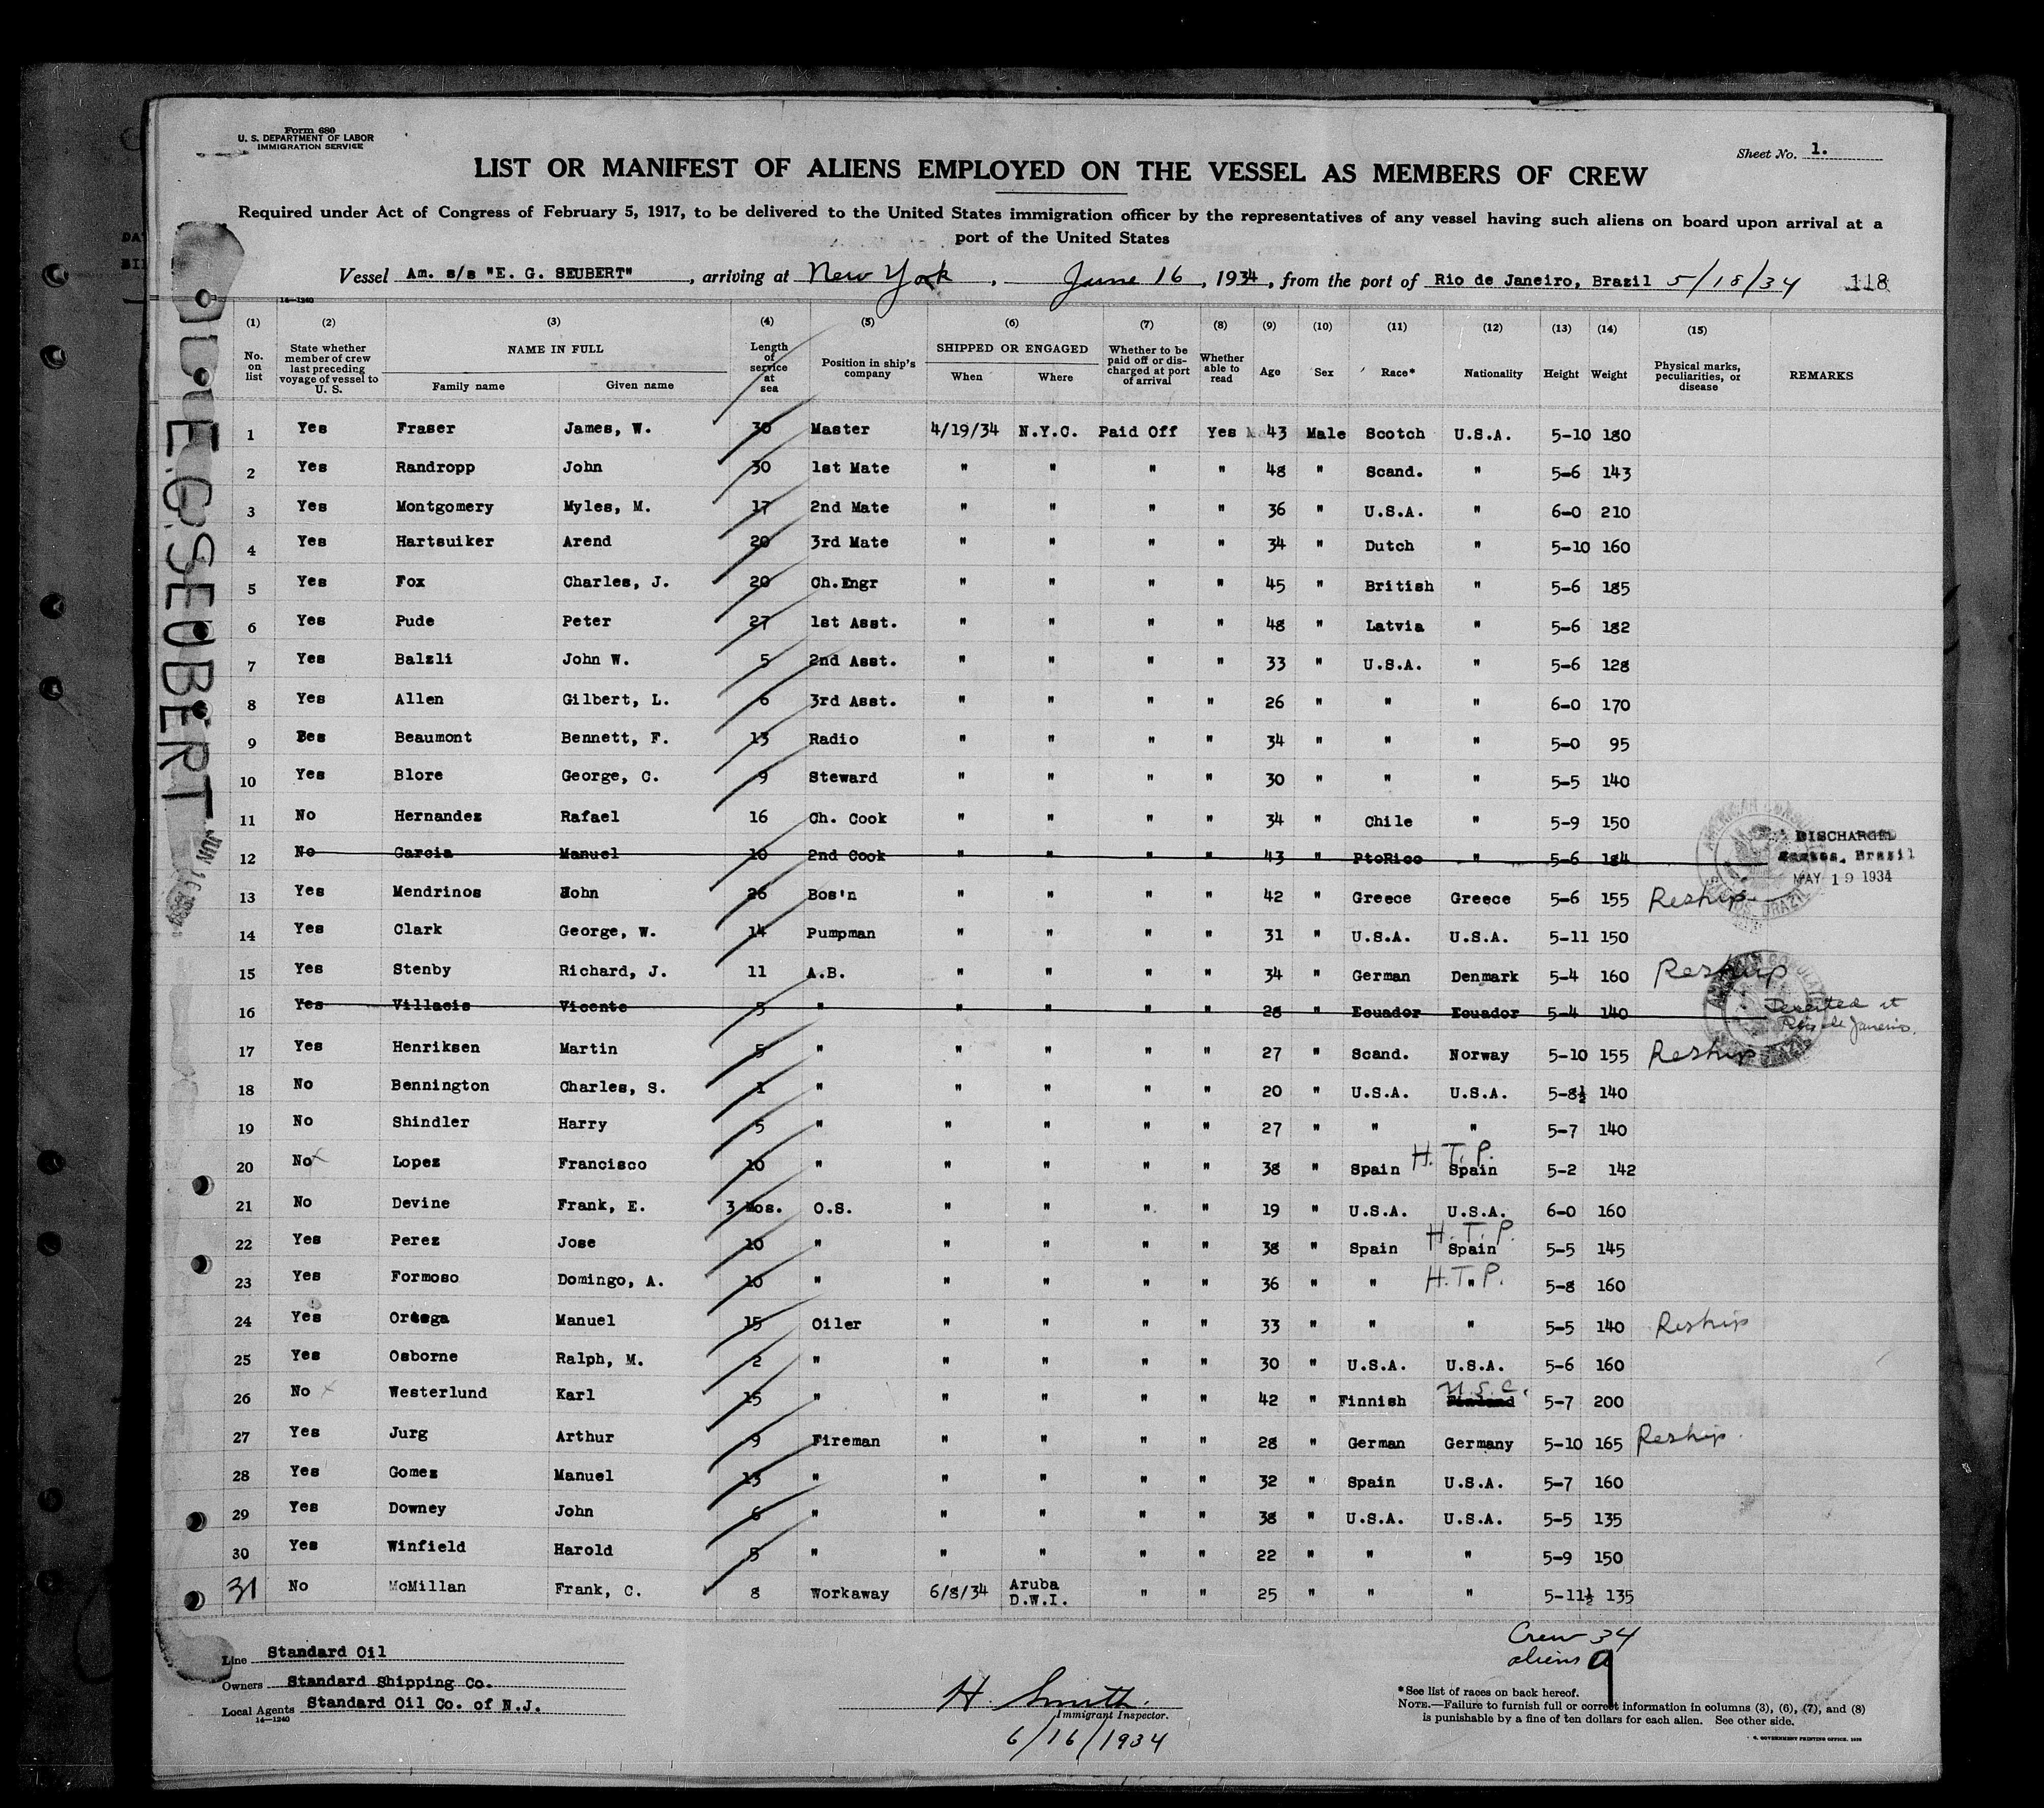 Form 680
U. S. DEPARTMENT OF LABOR
IMMIGRATION SERVICE
Sheet No. 1.
LIST OR MANIFEST OF ALIENS EMPLOYED ON THE VESSEL AS MEMBERS OF CREW
Required under Act of Congress of February 5, 1917, to be delivered to the United States immigration officer by the representatives of any vessel having such aliens on board upon arrival at a
port of the United States
Vessel Am. s/s "E. G. SEUBERT", arriving at New York, June 16, 1934, from the port of Rio de Janeiro, Brazil 5/18/34 118
14-1240
(1) (2) (3) (4) (5) (6) (7) (8) (9) (10) (11) (12) (13) (14) (15)
No. on list State whether member of crew last preceding voyage of vessel to U. S. NAME IN FULL Family name Given name Length of service at sea Position in ship's company SHIPPED OR ENGAGED When Where Whether to be paid off or discharged at port of arrival Whether able to read Age Sex Race* Nationality Height Weight Physical marks, peculiarities, or disease REMARKS
1 Yes Fraser James, W. 30 Master 4/19/34 N.Y.C. Paid Off Yes 43 Male Scotch U.S.A. 5-10 180
2 Yes Randropp John 30 1st Mate " " " " 48 " Scand. " 5-6 143
3 Yes Montgomery Myles, M. 17 2nd Mate " " " " 36 " U.S.A. " 6-0 210
4 Yes Hartsuiker Arend 20 3rd Mate " " " " 34 " Dutch " 5-10 160
5 Yes Fox Charles, J. 20 Ch.Engr " " " " 45 " British " 5-6 185
6 Yes Pude Peter 27 1st Asst. " " " " 48 " Latvia " 5-6 182
7 Yes Balzli John W. 5 2nd Asst. " " " " 33 " U.S.A. " 5-6 128
8 Yes Allen Gilbert, L. 6 3rd Asst. " " " " 26 " " " 6-0 170
9 Yes Beaumont Bennett, F. 13 Radio " " " " 34 " " " 5-0 95
10 Yes Blore George, C. 9 Steward " " " " 30 " " " 5-5 140
11 No Hernandez Rafael 16 Ch. Cook " " " " 34 " Chile " 5-9 150
12 No Garcia Manuel 10 2nd Cook " " " " 43 " PtoRico " 5-6 184 DISCHARGED Santos, Brazil MAY 19 1934
13 Yes Mendrinos John 26 Bos'n " " " " 42 " Greece Greece 5-6 155 Reship
14 Yes Clark George, W. 14 Pumpman " " " " 31 " U.S.A. U.S.A. 5-11 150
15 Yes Stenby Richard, J. 11 A.B. " " " " 34 " German Denmark 5-4 160 Reship
16 Yes Villacis Vicente 5 " " " " " 28 " Ecuador Ecuador 5-4 140 Deserted at Rio de Janeiro.
17 Yes Henriksen Martin 5 " " " " " 27 " Scand. Norway 5-10 155 Reship
18 No Bennington Charles, S. 1 " " " " " 20 " U.S.A. U.S.A. 5-8½ 140
19 No Shindler Harry 5 " " " " " 27 " " " 5-7 140
20 No x Lopez Francisco 10 " " " " " 38 " Spain H.T.P. Spain 5-2 142
21 No Devine Frank, E. 3 Mos. O.S. " " " " 19 " U.S.A. U.S.A. 6-0 160
22 Yes Perez Jose 10 " " " " " 38 " Spain H.T.P. Spain 5-5 145
23 Yes Formoso Domingo, A. 10 " " " " " 36 " " H.T.P. " 5-8 160
24 Yes Ortega Manuel 15 Oiler " " " " 33 " " " 5-5 140 Reship
25 Yes Osborne Ralph, M. 2 " " " " " 30 " U.S.A. U.S.A. 5-6 160
26 No x Westerlund Karl 15 " " " " " 42 " Finnish U.S.C. Finland 5-7 200
27 Yes Jurg Arthur 9 Fireman " " " " 28 " German Germany 5-10 165 Reship
28 Yes Gomez Manuel 13 " " " " " 32 " Spain U.S.A. 5-7 160
29 Yes Downey John 6 " " " " " 38 " U.S.A. U.S.A. 5-5 135
30 Yes Winfield Harold 5 " " " " " 22 " " " 5-9 150
31 No McMillan Frank, C. 8 Workaway 6/8/34 Aruba D.W.I. " " 25 " " " 5-11½ 135
Crew 34
aliens 9
Line Standard Oil
Owners Standard Shipping Co.
Local Agents Standard Oil Co. of N.J.
14-1240
H. Smith
Immigrant Inspector.
6/16/1934
*See list of races on back hereof.
NOTE.—Failure to furnish full or correct information in columns (3), (6), (7), and (8)
is punishable by a fine of ten dollars for each alien. See other side.
GOVERNMENT PRINTING OFFICE
E.G. SEUBERT